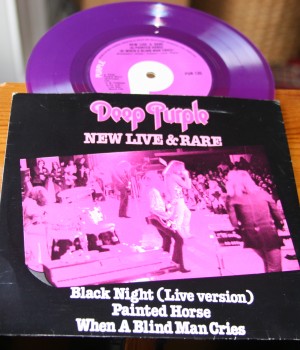 Deep Purple
NEW LIVE & RARE
Black Night (Live version)
Painted Horse
When A Blind Man Cries